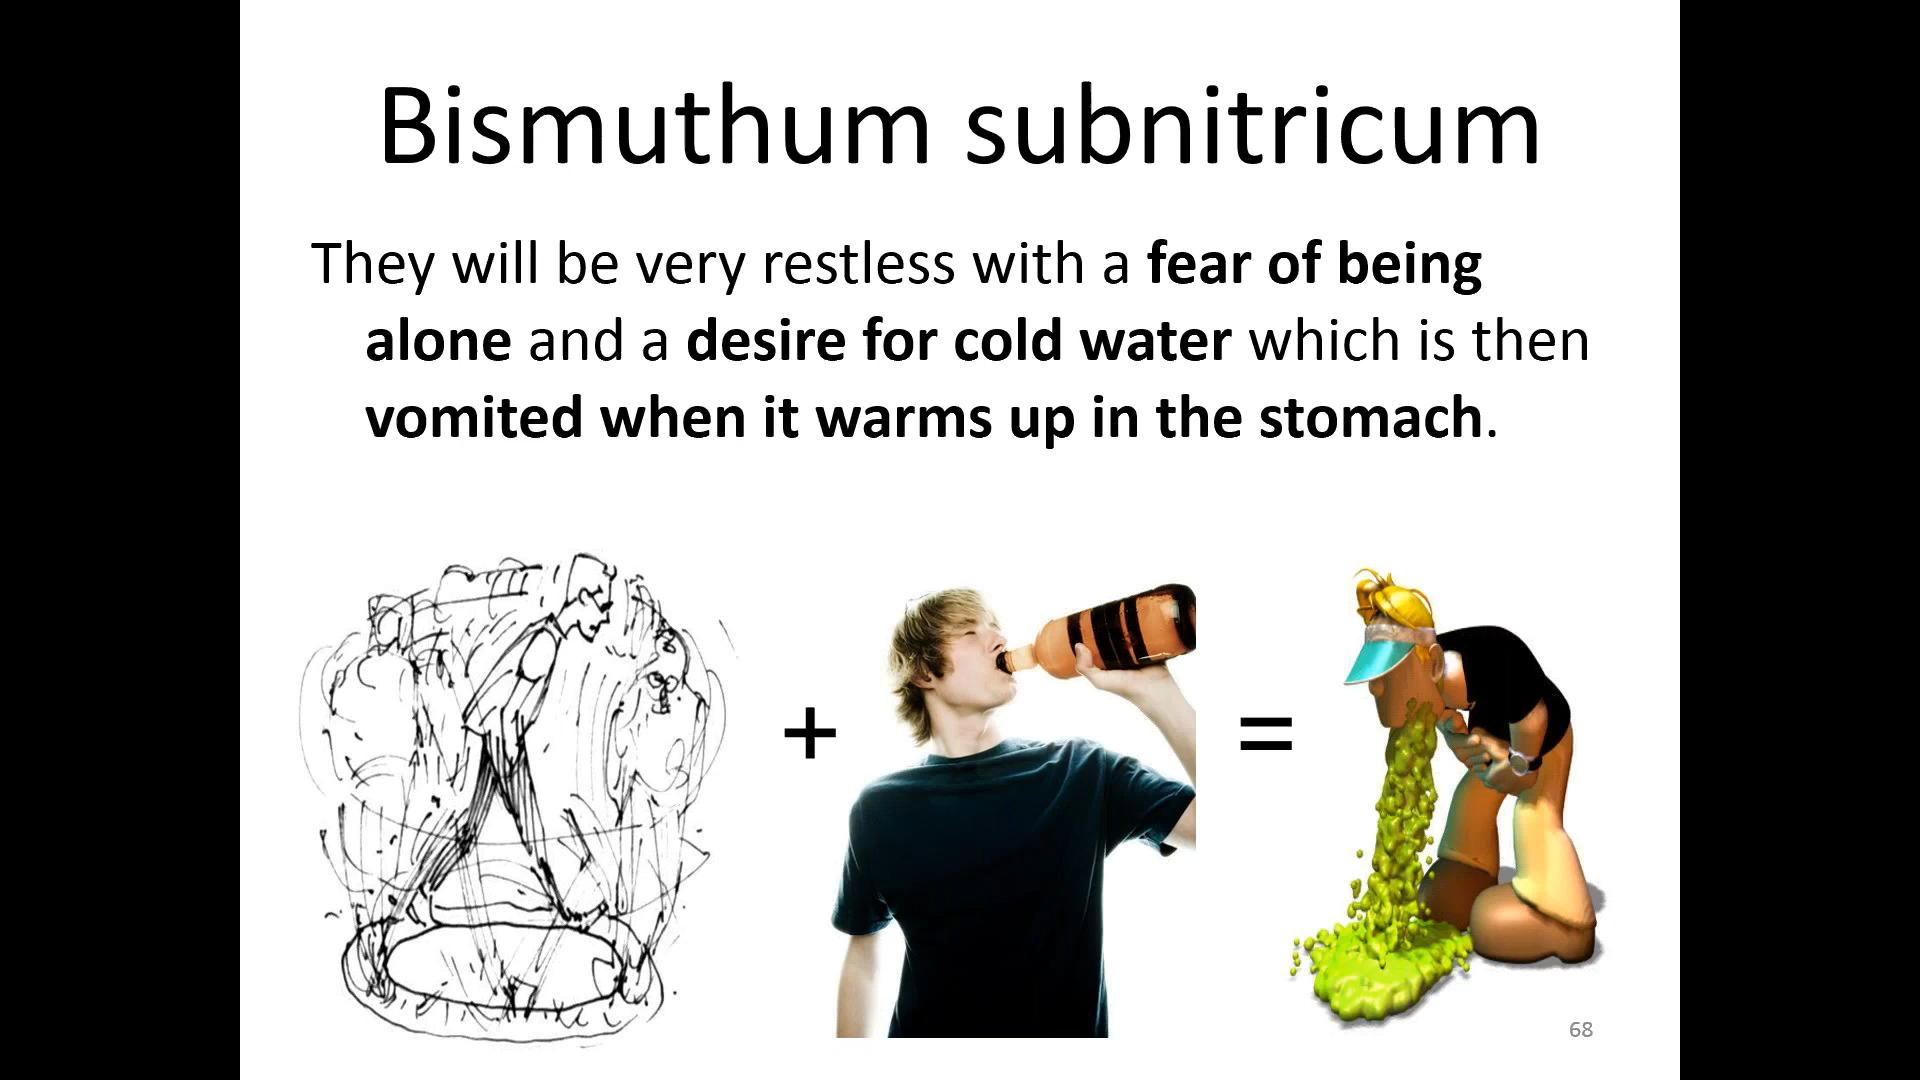 Bismuthum subnitricum
They will be very restless with a fear of being
alone and a desire for cold water which is then
vomited when it warms up in the stomach.
+ =
68